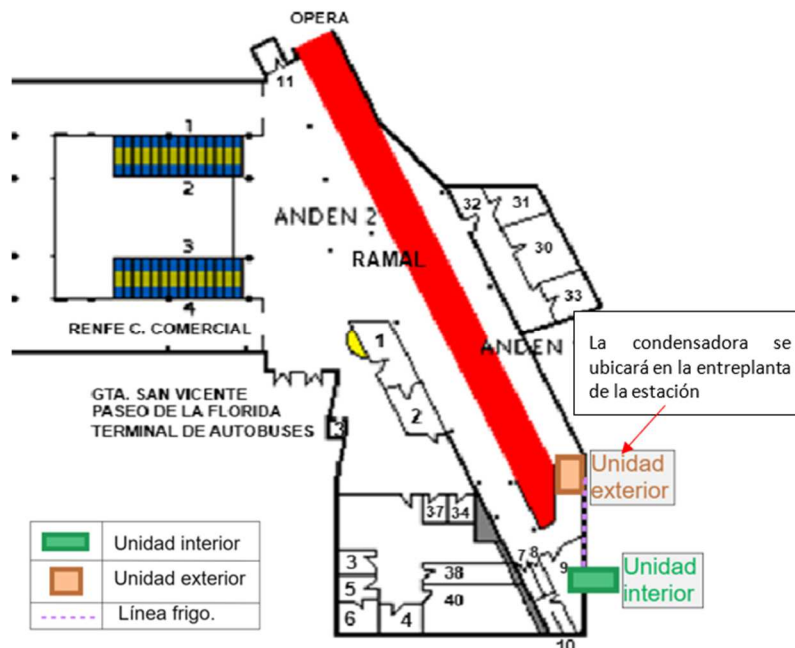 OPERA
11
1
2
3
4
ANDEN 2
RAMAL
32
31
30
33
RENFE C. COMERCIAL
ANDEN
La condensadora se
ubicará en la entreplanta
de la estación
1
2
GTA. SAN VICENTE
PASEO DE LA FLORIDA
TERMINAL DE AUTOBUSES
3
Unidad
exterior
37
34
7
8
9
3
38
5
40
6
4
10
Unidad
interior
Unidad interior
Unidad exterior
Línea frigo.